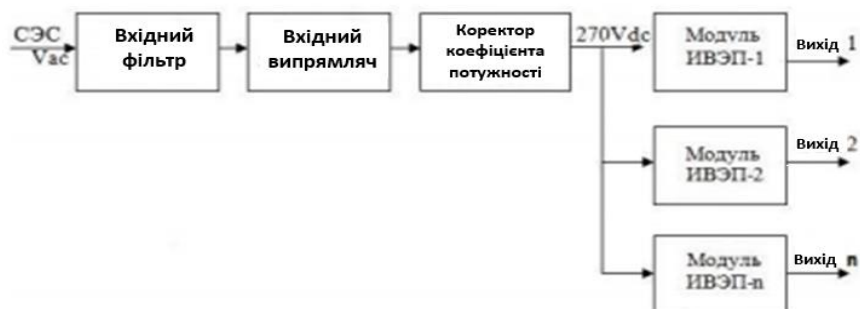 СЭС
Vac
Вхідний
фільтр
Вхідний
випрямляч
Коректор
коефіцієнта
потужності
270Vdc
Модуль
ИВЭП-1
Вихід 1
Модуль
ИВЭП-2
Вихід 2
Модуль
ИВЭП-n
Вихід n